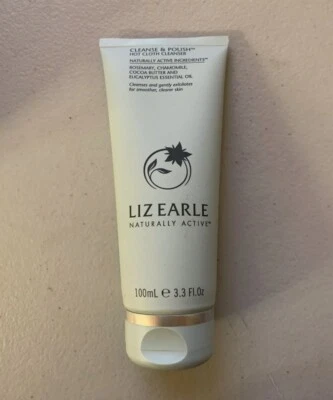 CLEANSE & POLISH™
HOT CLOTH CLEANSER
NATURALLY ACTIVE INGREDIENTS™
ROSEMARY, CHAMOMILE,
COCOA BUTTER AND
EUCALYPTUS ESSENTIAL OIL
Cleanses and gently exfoliates
for smoother, clearer skin
LIZ EARLE
NATURALLY ACTIVE™
100mL ℮ 3.3 Fl.Oz